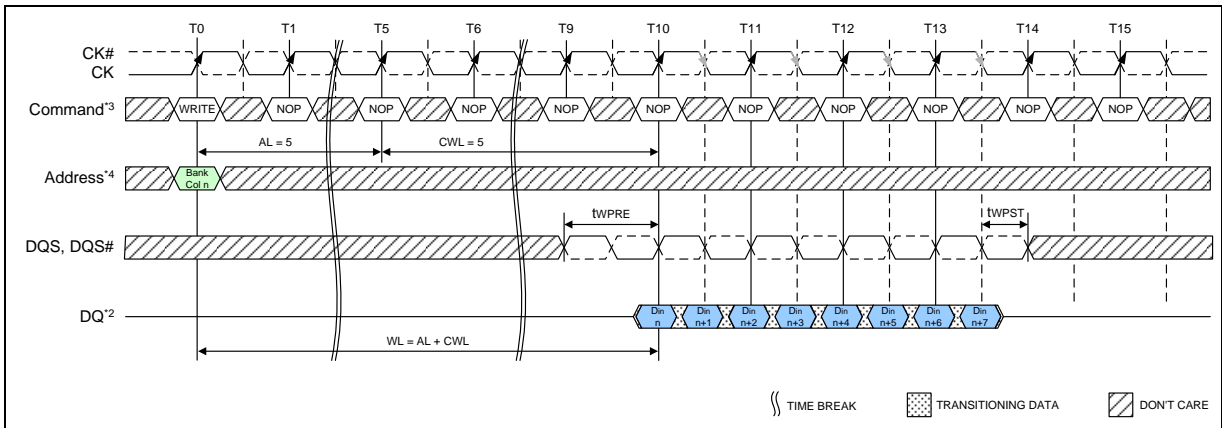 T0 T1 T5 T6 T9 T10 T11 T12 T13 T14 T15
CK#
CK
Command*3 WRITE NOP NOP NOP NOP NOP NOP NOP NOP NOP NOP
AL = 5 CWL = 5
Address*4 Bank
Col n
tWPRE tWPST
DQS, DQS#
DQ*2 Din Din Din Din Din Din Din Din
n n+1 n+2 n+3 n+4 n+5 n+6 n+7
WL = AL + CWL
TIME BREAK TRANSITIONING DATA DON'T CARE